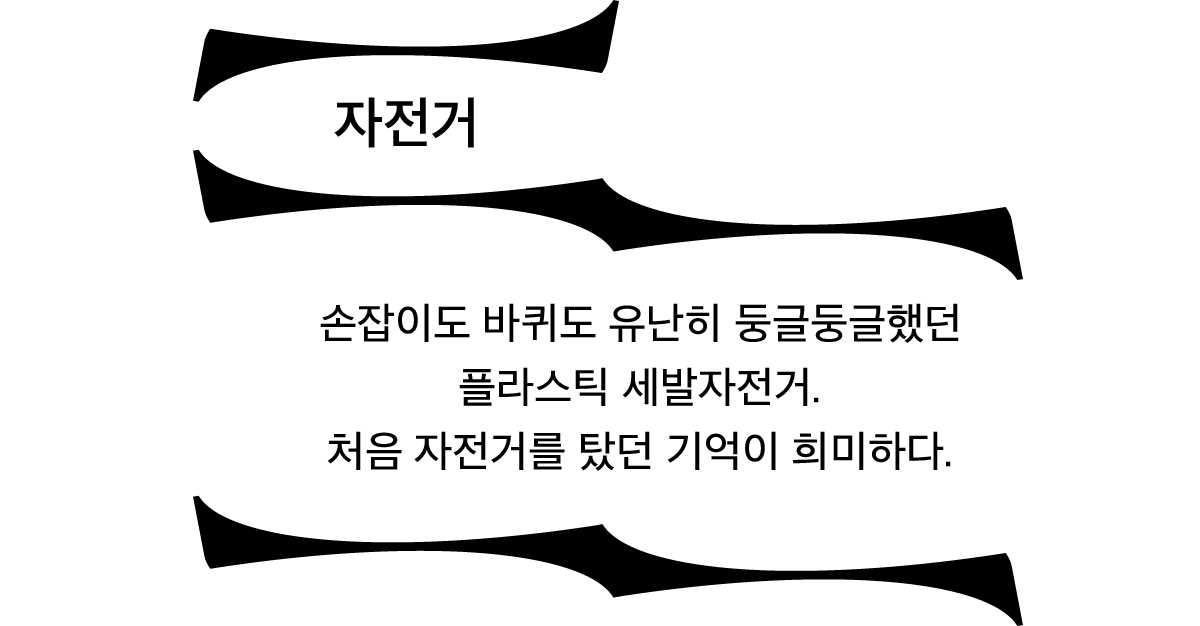 자전거
손잡이도 바퀴도 유난히 둥글둥글했던
플라스틱 세발자전거.
처음 자전거를 탔던 기억이 희미하다.